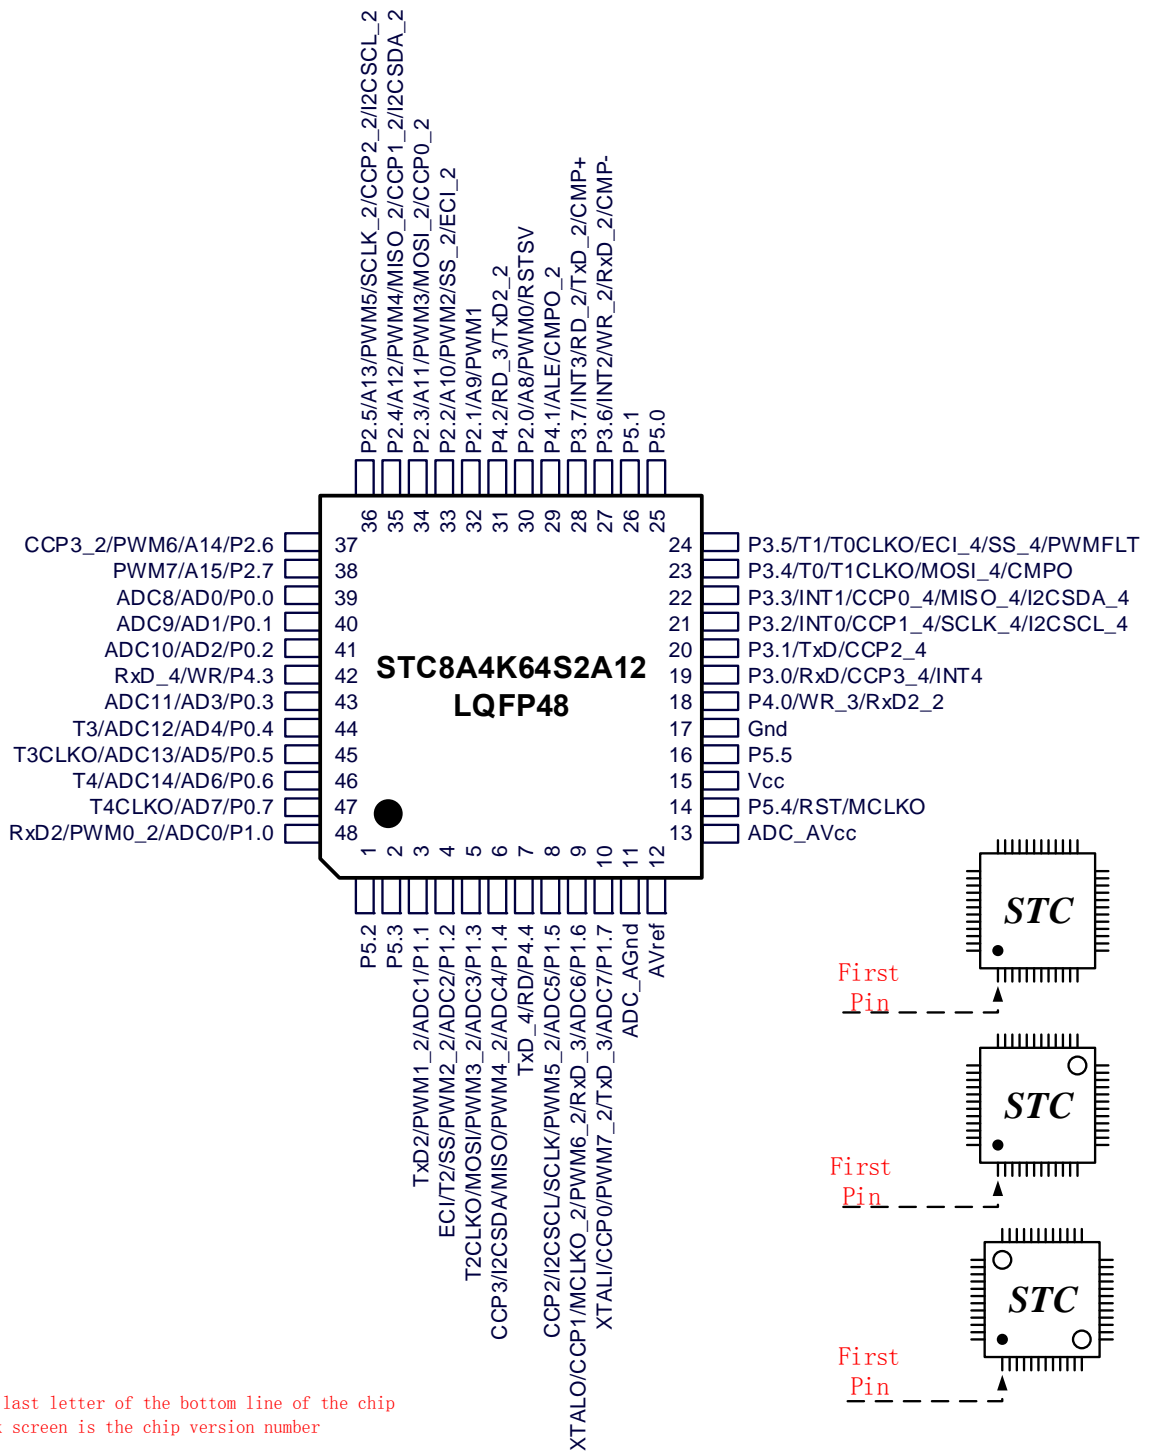 P2.5/A13/PWM5/SCLK_2/CCP2_2/I2CSCL_2
P2.4/A12/PWM4/MISO_2/CCP1_2/I2CSDA_2
P2.3/A11/PWM3/MOSI_2/CCP0_2
P2.2/A10/PWM2/SS_2/ECI_2
P2.1/A9/PWM1
P4.2/RD_3/TxD2_2
P2.0/A8/PWM0/RSTSV
P4.1/ALE/CMPO_2
P3.7/INT3/RD_2/TxD_2/CMP+
P3.6/INT2/WR_2/RxD_2/CMP-
P5.1
P5.0
36 35 34 33 32 31 30 29 28 27 26 25
CCP3_2/PWM6/A14/P2.6 37
PWM7/A15/P2.7 38
ADC8/AD0/P0.0 39
ADC9/AD1/P0.1 40
ADC10/AD2/P0.2 41
RxD_4/WR/P4.3 42
ADC11/AD3/P0.3 43
T3/ADC12/AD4/P0.4 44
T3CLKO/ADC13/AD5/P0.5 45
T4/ADC14/AD6/P0.6 46
T4CLKO/AD7/P0.7 47
RxD2/PWM0_2/ADC0/P1.0 48
STC8A4K64S2A12
LQFP48
24 P3.5/T1/T0CLKO/ECI_4/SS_4/PWMFLT
23 P3.4/T0/T1CLKO/MOSI_4/CMPO
22 P3.3/INT1/CCP0_4/MISO_4/I2CSDA_4
21 P3.2/INT0/CCP1_4/SCLK_4/I2CSCL_4
20 P3.1/TxD/CCP2_4
19 P3.0/RxD/CCP3_4/INT4
18 P4.0/WR_3/RxD2_2
17 Gnd
16 P5.5
15 Vcc
14 P5.4/RST/MCLKO
13 ADC_AVcc
1 2 3 4 5 6 7 8 9 10 11 12
P5.2
P5.3
TxD2/PWM1_2/ADC1/P1.1
ECI/T2/SS/PWM2_2/ADC2/P1.2
T2CLKO/MOSI/PWM3_2/ADC3/P1.3
CCP3/I2CSDA/MISO/PWM4_2/ADC4/P1.4
TxD_4/RD/P4.4
CCP2/I2CSCL/SCLK/PWM5_2/ADC5/P1.5
XTALO/CCP1/MCLKO_2/PWM6_2/RxD_3/ADC6/P1.6
XTALI/CCP0/PWM7_2/TxD_3/ADC7/P1.7
ADC_AGnd
AVref
STC
First
Pin
STC
First
Pin
STC
First
Pin
last letter of the bottom line of the chip
screen is the chip version number